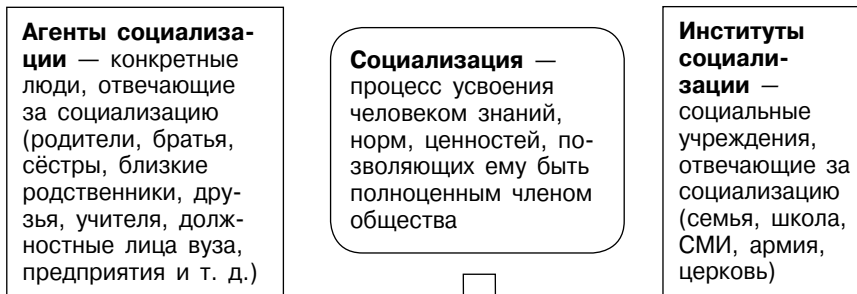 Агенты социализа-
ции — конкретные
люди, отвечающие
за социализацию
(родители, братья,
сёстры, близкие
родственники, дру-
зья, учителя, долж-
ностные лица вуза,
предприятия и т. д.)
Социализация —
процесс усвоения
человеком знаний,
норм, ценностей, по-
зволяющих ему быть
полноценным членом
общества
Институты
социали-
зации —
социальные
учреждения,
отвечающие за
социализацию
(семья, школа,
СМИ, армия,
церковь)